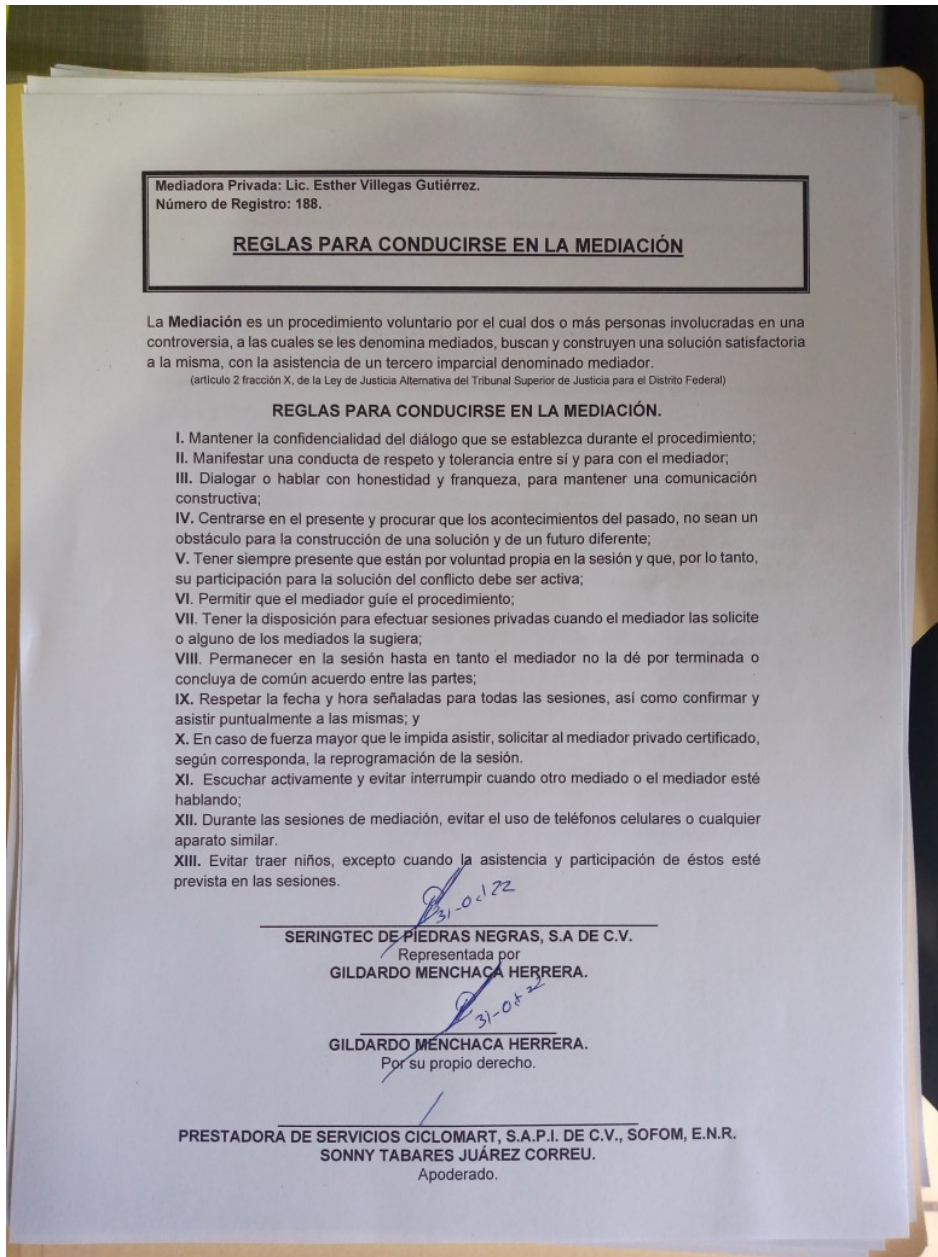 Mediadora Privada: Lic. Esther Villegas Gutiérrez.
Número de Registro: 188.
REGLAS PARA CONDUCIRSE EN LA MEDIACIÓN
La Mediación es un procedimiento voluntario por el cual dos o más personas involucradas en una
controversia, a las cuales se les denomina mediados, buscan y construyen una solución satisfactoria
a la misma, con la asistencia de un tercero imparcial denominado mediador.
(artículo 2 fracción X, de la Ley de Justicia Alternativa del Tribunal Superior de Justicia para el Distrito Federal)
REGLAS PARA CONDUCIRSE EN LA MEDIACIÓN.
I. Mantener la confidencialidad del diálogo que se establezca durante el procedimiento;
II. Manifestar una conducta de respeto y tolerancia entre sí y para con el mediador;
III. Dialogar o hablar con honestidad y franqueza, para mantener una comunicación
constructiva;
IV. Centrarse en el presente y procurar que los acontecimientos del pasado, no sean un
obstáculo para la construcción de una solución y de un futuro diferente;
V. Tener siempre presente que están por voluntad propia en la sesión y que, por lo tanto,
su participación para la solución del conflicto debe ser activa;
VI. Permitir que el mediador guíe el procedimiento;
VII. Tener la disposición para efectuar sesiones privadas cuando el mediador las solicite
o alguno de los mediados la sugiera;
VIII. Permanecer en la sesión hasta en tanto el mediador no la dé por terminada o
concluya de común acuerdo entre las partes;
IX. Respetar la fecha y hora señaladas para todas las sesiones, así como confirmar y
asistir puntualmente a las mismas; y
X. En caso de fuerza mayor que le impida asistir, solicitar al mediador privado certificado,
según corresponda, la reprogramación de la sesión.
XI. Escuchar activamente y evitar interrumpir cuando otro mediado o el mediador esté
hablando;
XII. Durante las sesiones de mediación, evitar el uso de teléfonos celulares o cualquier
aparato similar.
XIII. Evitar traer niños, excepto cuando la asistencia y participación de éstos esté
prevista en las sesiones.
31-Oct 22
SERINGTEC DE PIEDRAS NEGRAS, S.A DE C.V.
Representada por
GILDARDO MENCHACA HERRERA.
31-Oct 22
GILDARDO MENCHACA HERRERA.
Por su propio derecho.
PRESTADORA DE SERVICIOS CICLOMART, S.A.P.I. DE C.V., SOFOM, E.N.R.
SONNY TABARES JUÁREZ CORREU.
Apoderado.